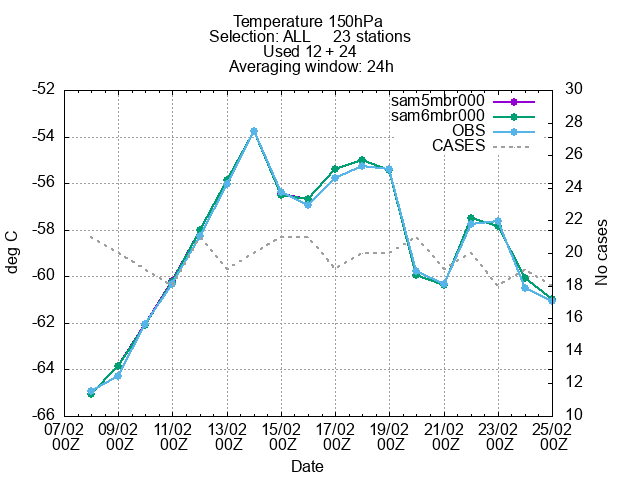 Temperature 150hPa
Selection: ALL 23 stations
Used 12 + 24
Averaging window: 24h
sam5mbr000
sam6mbr000
OBS
CASES
-52
-54
-56
-58
-60
-62
-64
-66
deg C
30
28
26
24
22
20
18
16
14
12
10
No cases
07/02 09/02 11/02 13/02 15/02 17/02 19/02 21/02 23/02 25/02
00Z 00Z 00Z 00Z 00Z 00Z 00Z 00Z 00Z 00Z
Date